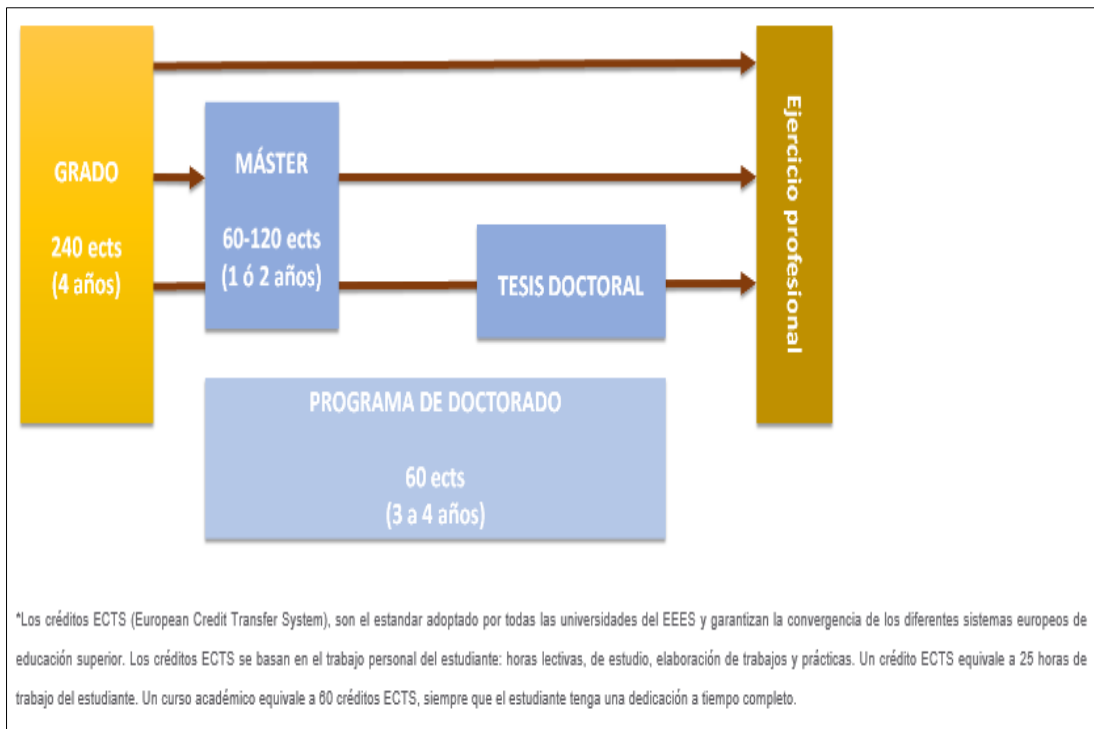 GRADO
240 ects
(4 años)
MÁSTER
60-120 ects
(1 ó 2 años)
TESIS DOCTORAL
Ejercicio profesional
PROGRAMA DE DOCTORADO
60 ects
(3 a 4 años)
*Los créditos ECTS (European Credit Transfer System), son el estandar adoptado por todas las universidades del EEES y garantizan la convergencia de los diferentes sistemas europeos de
educación superior. Los créditos ECTS se basan en el trabajo personal del estudiante: horas lectivas, de estudio, elaboración de trabajos y prácticas. Un crédito ECTS equivale a 25 horas de
trabajo del estudiante. Un curso académico equivale a 60 créditos ECTS, siempre que el estudiante tenga una dedicación a tiempo completo.